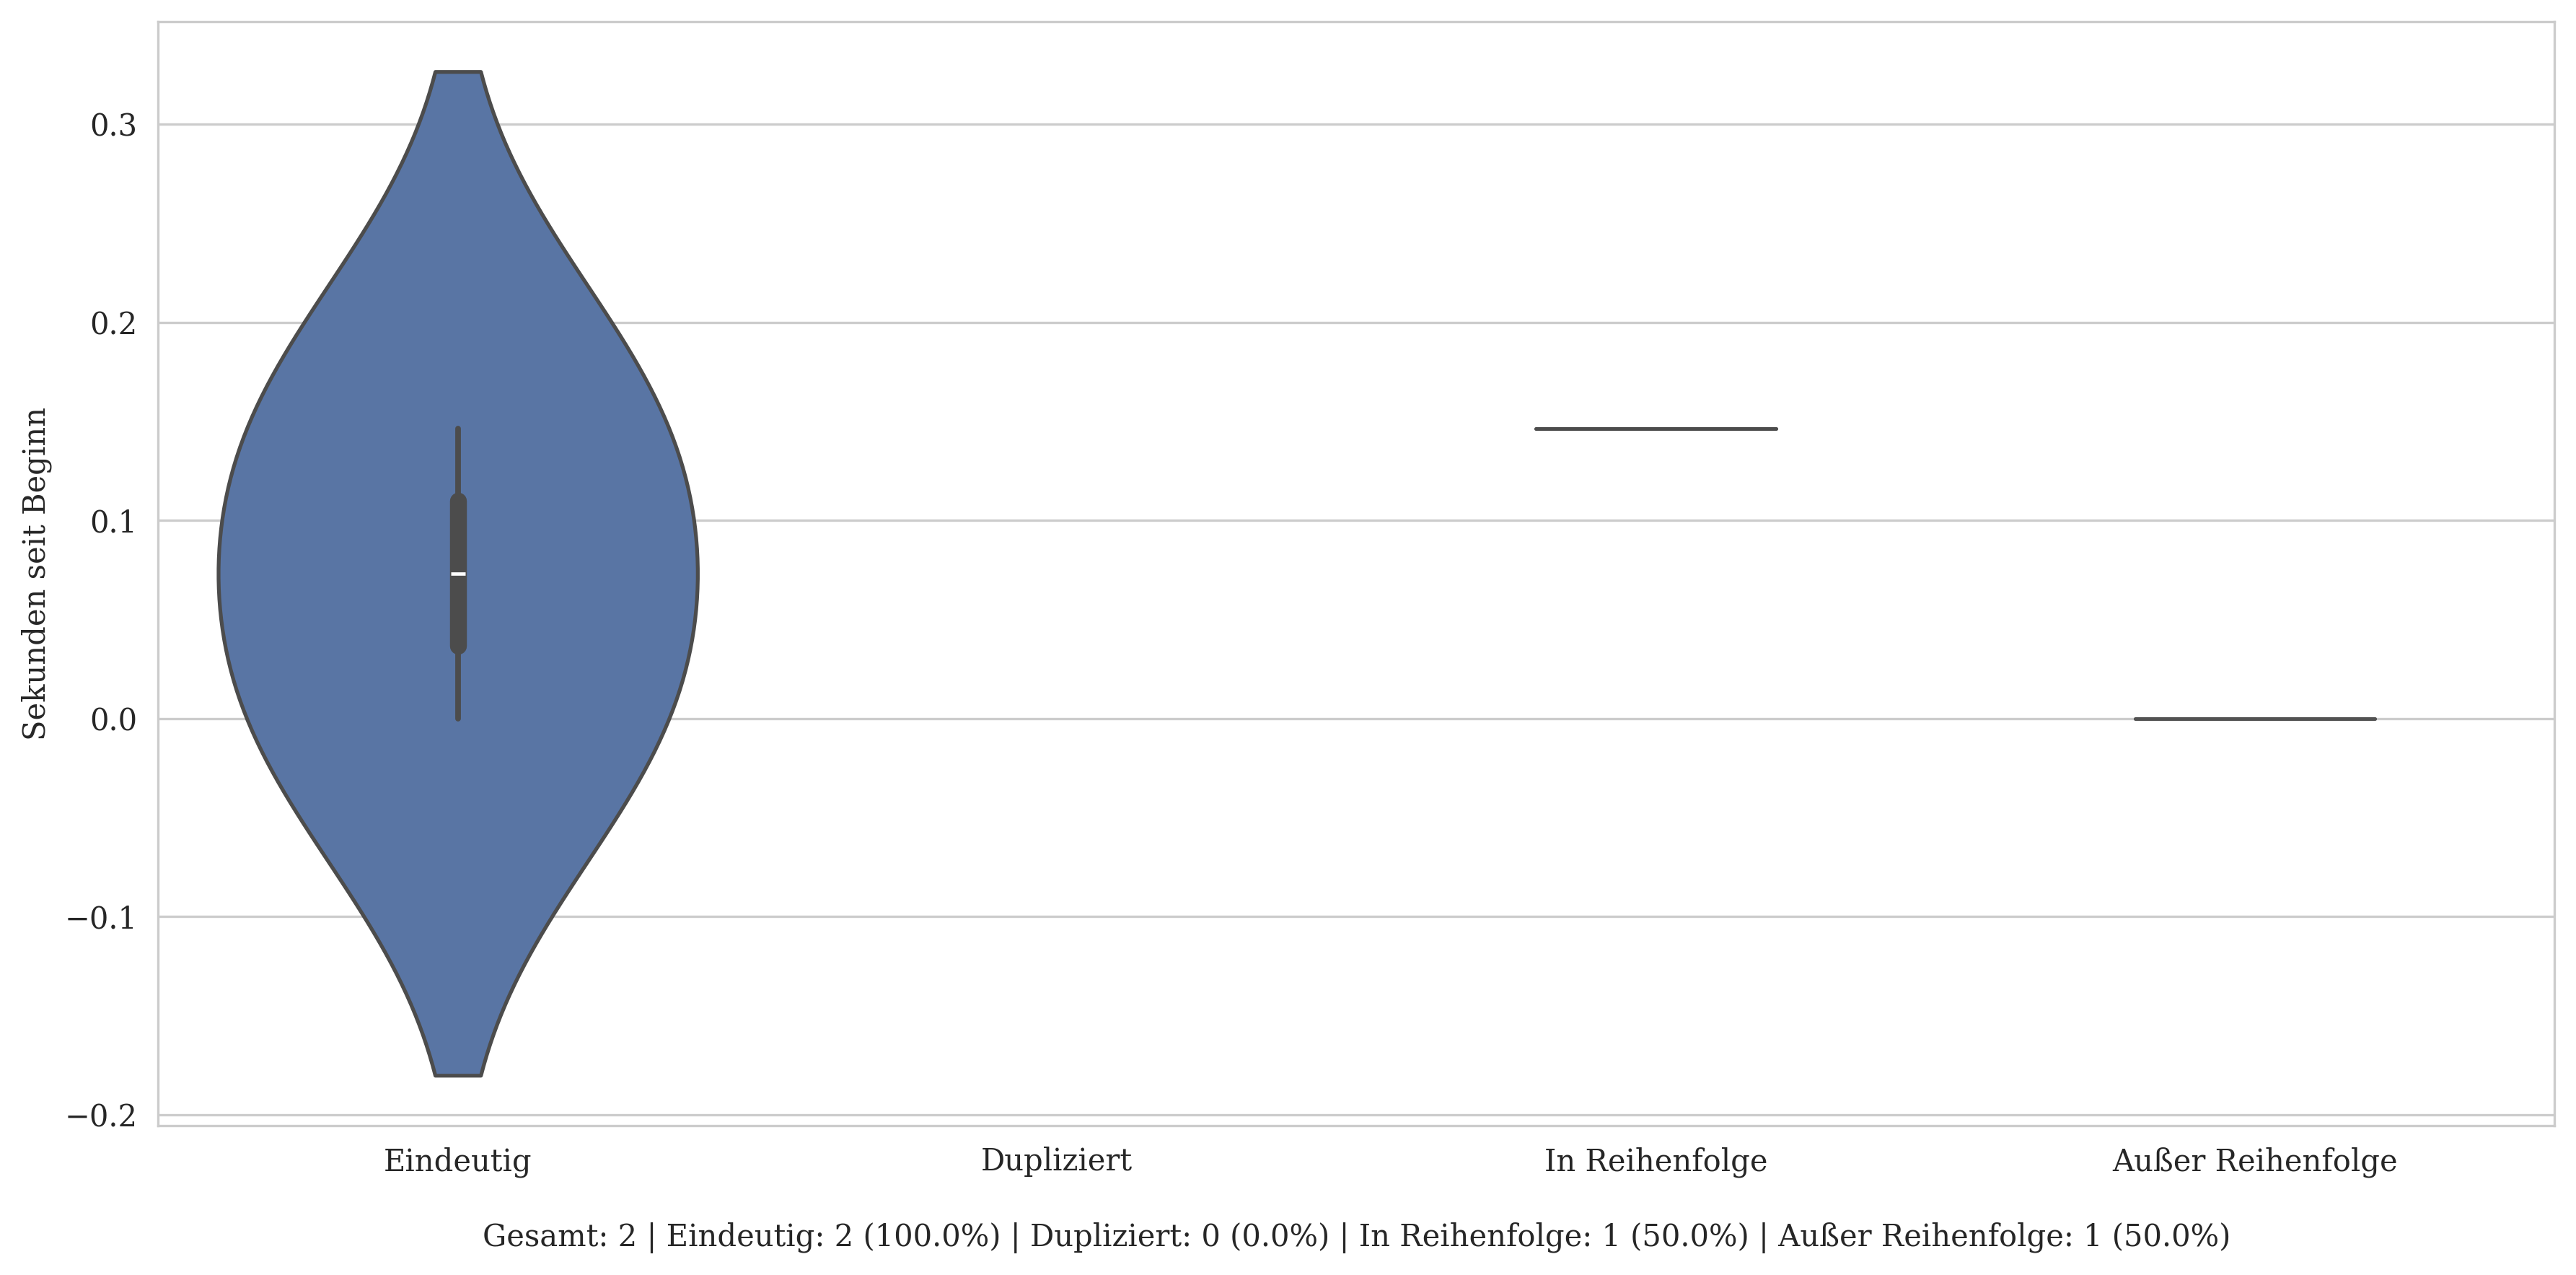 Sekunden seit Beginn
0.3
0.2
0.1
0.0
−0.1
−0.2
Eindeutig
Dupliziert
In Reihenfolge
Außer Reihenfolge
Gesamt: 2 | Eindeutig: 2 (100.0%) | Dupliziert: 0 (0.0%) | In Reihenfolge: 1 (50.0%) | Außer Reihenfolge: 1 (50.0%)